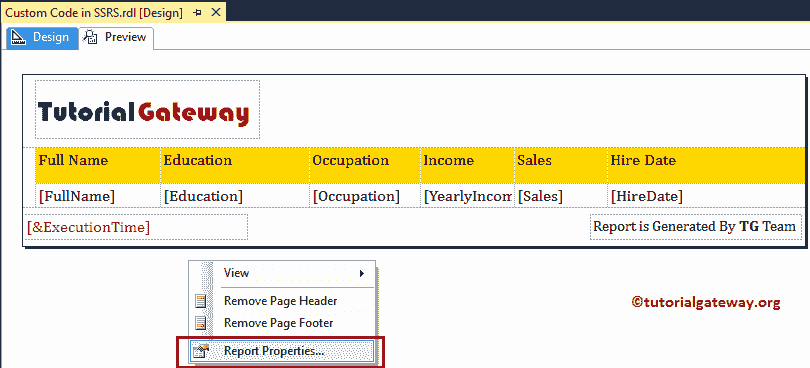 Custom Code in SSRS.rdl [Design]
Design Preview
Tutorial Gateway
Full Name Education Occupation Income Sales Hire Date
[FullName] [Education] [Occupation] [YearlyIncom [Sales] [HireDate]
[&ExecutionTime] Report is Generated By TG Team
View
Remove Page Header
©tutorialgateway.org
Remove Page Footer
Report Properties...